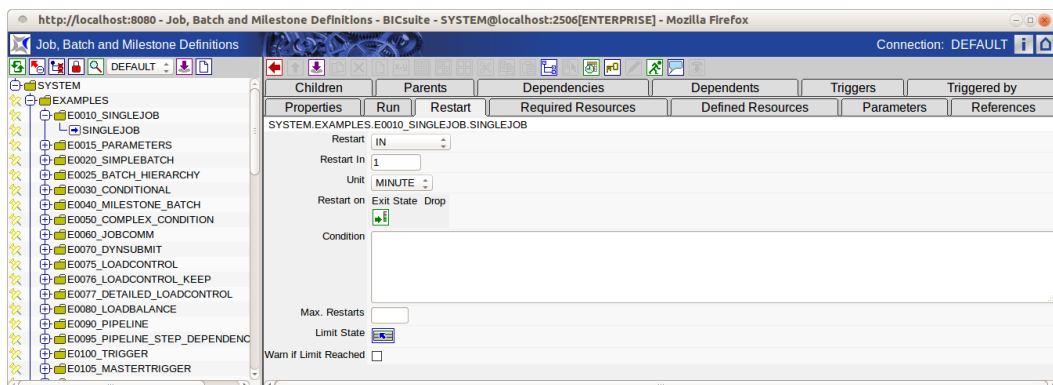 http://localhost:8080 - Job, Batch and Milestone Definitions - BICsuite - SYSTEM@localhost:2506[ENTERPRISE] - Mozilla Firefox
Job, Batch and Milestone Definitions
Connection: DEFAULT
DEFAULT
SYSTEM
EXAMPLES
E0010_SINGLEJOB
SINGLEJOB
E0015_PARAMETERS
E0020_SIMPLEBATCH
E0025_BATCH_HIERARCHY
E0030_CONDITIONAL
E0040_MILESTONE_BATCH
E0050_COMPLEX_CONDITION
E0060_JOBCOMM
E0070_DYNSUBMIT
E0075_LOADCONTROL
E0076_LOADCONTROL_KEEP
E0077_DETAILED_LOADCONTROL
E0080_LOADBALANCE
E0090_PIPELINE
E0095_PIPELINE_STEP_DEPENDENC
E0100_TRIGGER
E0105_MASTERTRIGGER
Children Parents Dependencies Dependents Triggers Triggered by
Properties Run Restart Required Resources Defined Resources Parameters References
SYSTEM.EXAMPLES.E0010_SINGLEJOB.SINGLEJOB
Restart IN
Restart In 1
Unit MINUTE
Restart on Exit State Drop
Condition
Max. Restarts
Limit State
Warn if Limit Reached